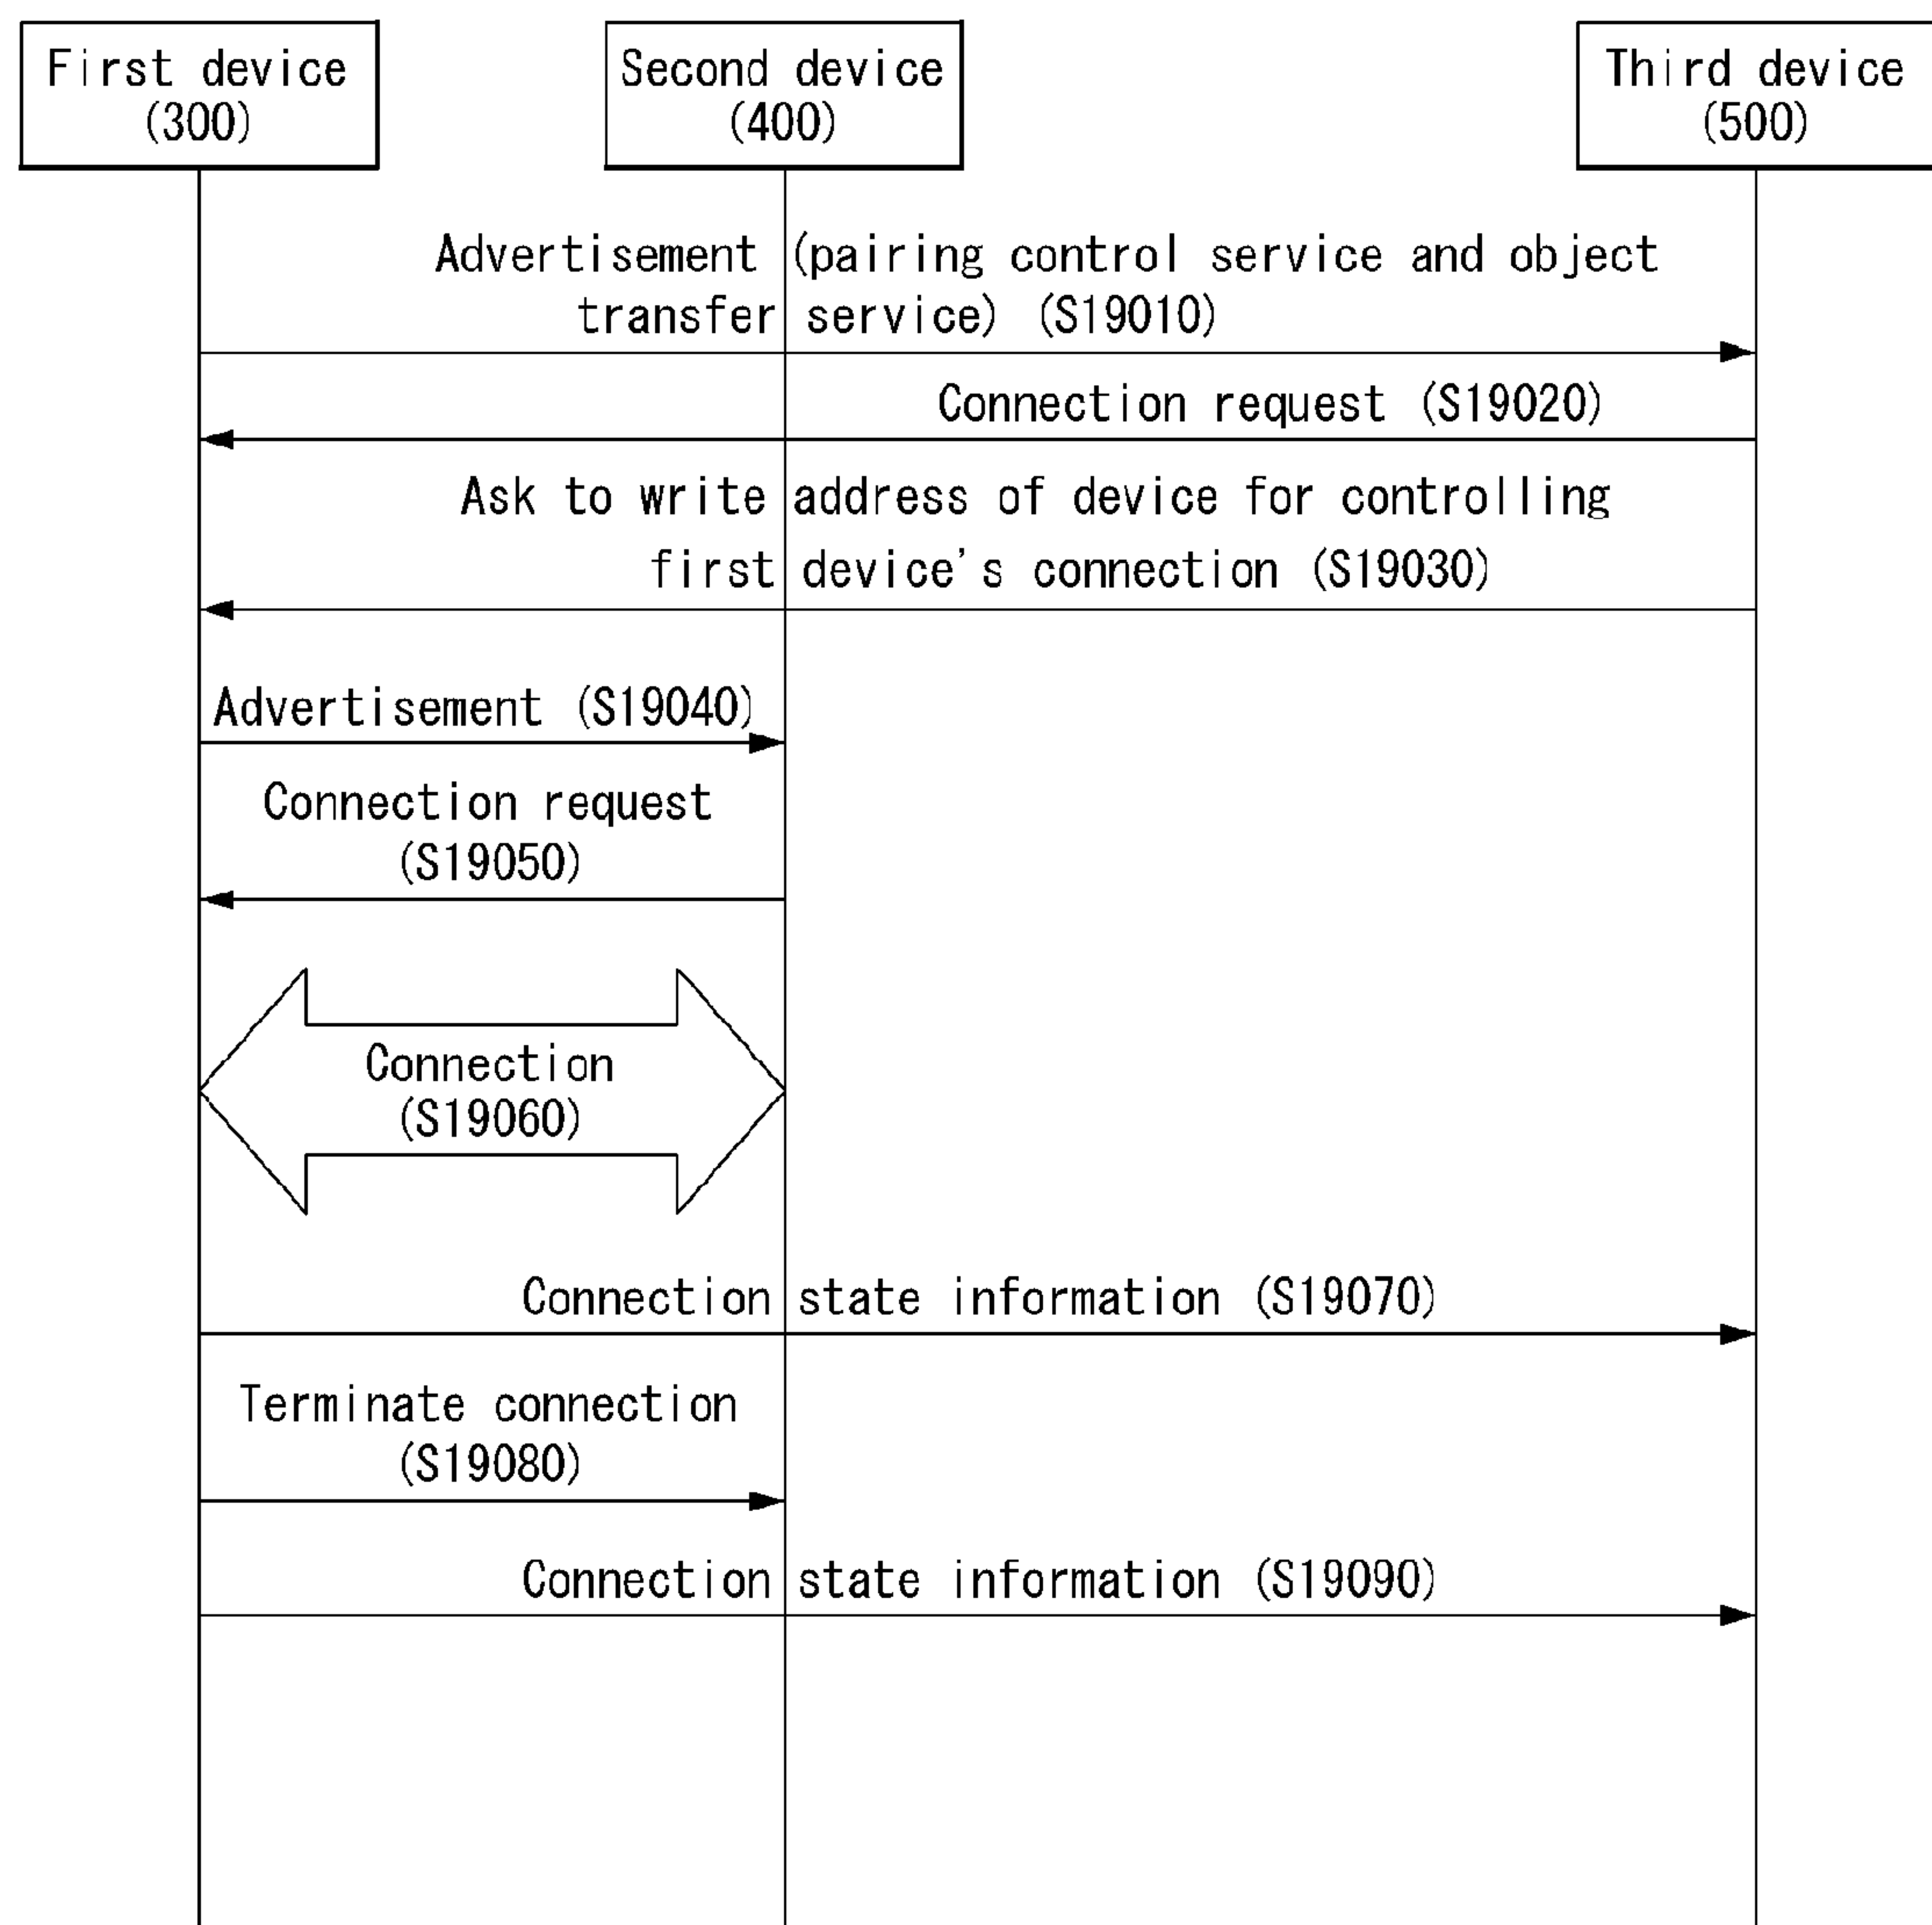 First device
(300)
Second device
(400)
Third device
(500)
Advertisement (pairing control service and object
transfer service) (S19010)
Connection request (S19020)
Ask to write address of device for controlling
first device's connection (S19030)
Advertisement (S19040)
Connection request
(S19050)
Connection
(S19060)
Connection state information (S19070)
Terminate connection
(S19080)
Connection state information (S19090)